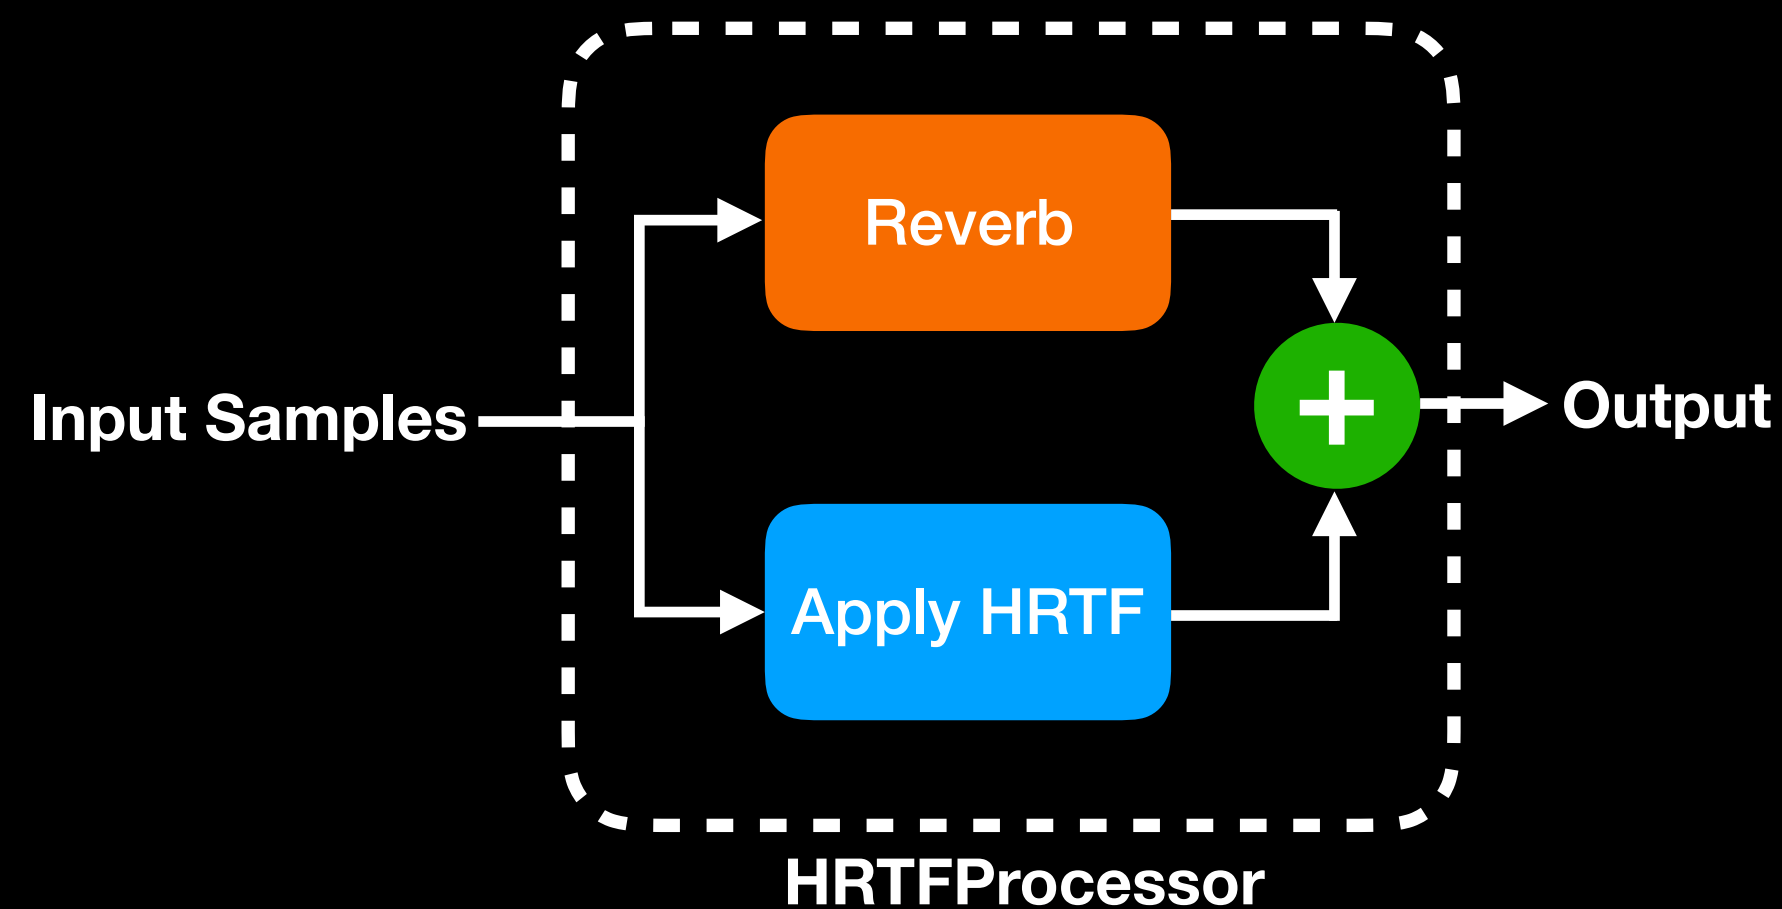 Reverb
Input Samples
+
Output
Apply HRTF
HRTFProcessor